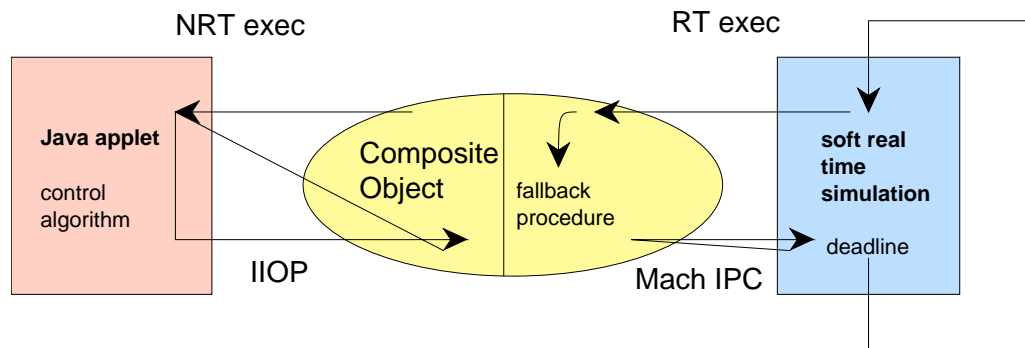 NRT exec
RT exec
Java applet
control
algorithm
Composite
Object
fallback
procedure
soft real
time
simulation
deadline
IIOP
Mach IPC